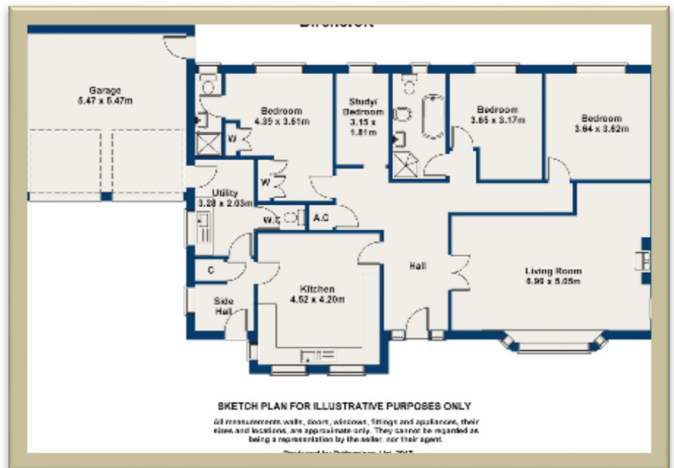 Garage
5.47 x 5.47m
Bedroom
4.39 x 3.61m
Study/
Bedroom
3.15 x
1.81m
Bedroom
3.65 x 3.17m
Bedroom
3.64 x 3.62m
W
W
Utility
3.28 x 2.03m
W.C
A.C
C
Side
Hall
Kitchen
4.52 x 4.20m
Hall
Living Room
6.99 x 5.05m
SKETCH PLAN FOR ILLUSTRATIVE PURPOSES ONLY
All measurements walls, doors, windows, fittings and appliances, their
sizes and locations, are approximate only. They cannot be regarded as
being a representation by the seller, nor their agent.